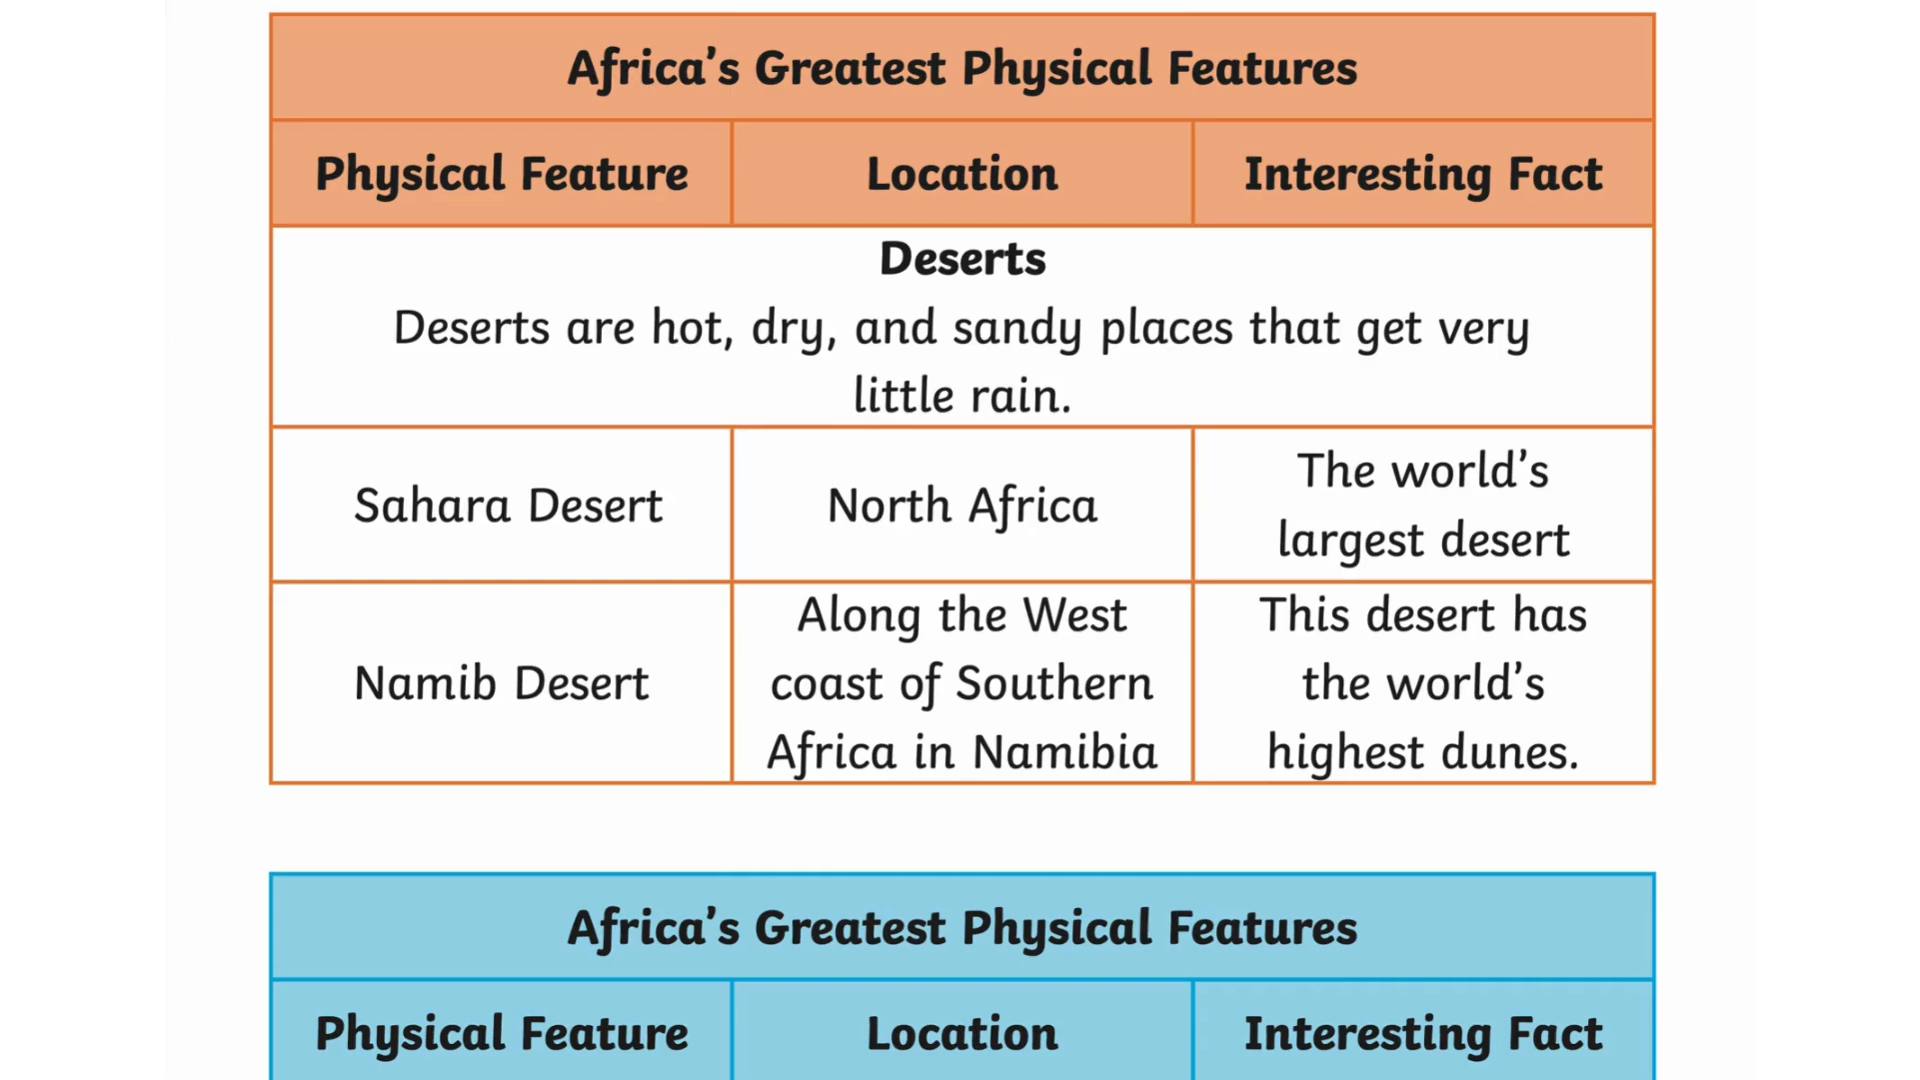 Africa’s Greatest Physical Features
Physical Feature Location Interesting Fact
Deserts
Deserts are hot, dry, and sandy places that get very
little rain.
Sahara Desert
North Africa
The world’s
largest desert
Namib Desert
Along the West
coast of Southern
Africa in Namibia
This desert has
the world’s
highest dunes.
Africa’s Greatest Physical Features
Physical Feature Location Interesting Fact